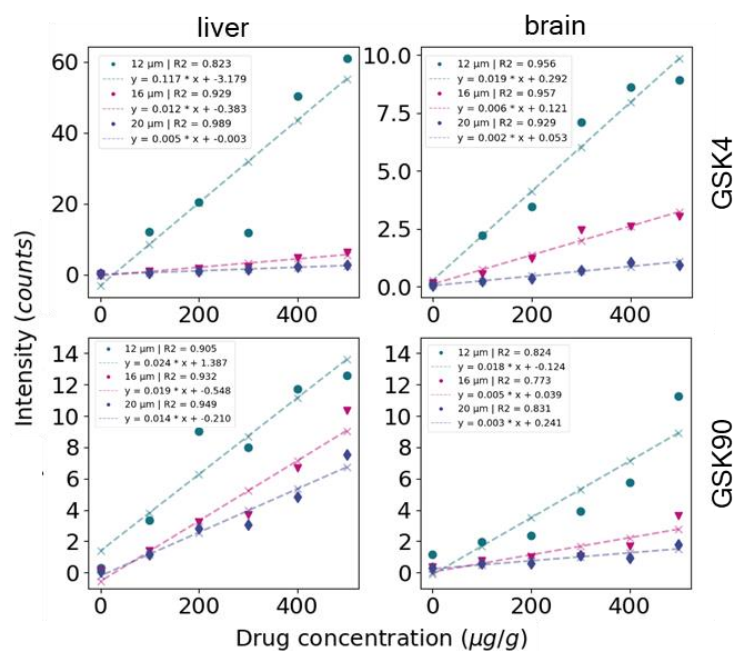 liver
brain
60
40
20
0
12 μm | R2 = 0.823
y = 0.117 * x + -3.179
16 μm | R2 = 0.929
y = 0.012 * x + -0.383
20 μm | R2 = 0.989
y = 0.005 * x + -0.003
0 200 400
10.0
7.5
5.0
2.5
0.0
12 μm | R2 = 0.956
y = 0.019 * x + 0.292
16 μm | R2 = 0.957
y = 0.006 * x + 0.121
20 μm | R2 = 0.929
y = 0.002 * x + 0.053
0 200 400
GSK4
Intensity (counts)
14
12
10
8
6
4
2
0
12 μm | R2 = 0.905
y = 0.024 * x + 1.387
16 μm | R2 = 0.932
y = 0.019 * x + -0.548
20 μm | R2 = 0.949
y = 0.014 * x + -0.210
0 200 400
14
12
10
8
6
4
2
0
12 μm | R2 = 0.824
y = 0.018 * x + -0.124
16 μm | R2 = 0.773
y = 0.005 * x + 0.039
20 μm | R2 = 0.831
y = 0.003 * x + 0.241
0 200 400
GSK90
Drug concentration (μg/g)